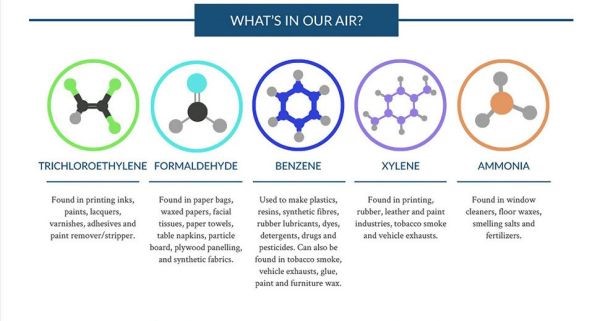 WHAT'S IN OUR AIR?
TRICHLOROETHYLENE
Found in printing inks,
paints, lacquers,
varnishes, adhesives and
paint remover/stripper.
FORMALDEHYDE
Found in paper bags,
waxed papers, facial
tissues, paper towels,
table napkins, particle
board, plywood panelling,
and synthetic fabrics.
BENZENE
Used to make plastics,
resins, synthetic fibres,
rubber lubricants, dyes,
detergents, drugs and
pesticides. Can also be
found in tobacco smoke,
vehicle exhausts, glue,
paint and furniture wax.
XYLENE
Found in printing,
rubber, leather and paint
industries, tobacco smoke
and vehicle exhausts.
AMMONIA
Found in window
cleaners, floor waxes,
smelling salts and
fertilizers.